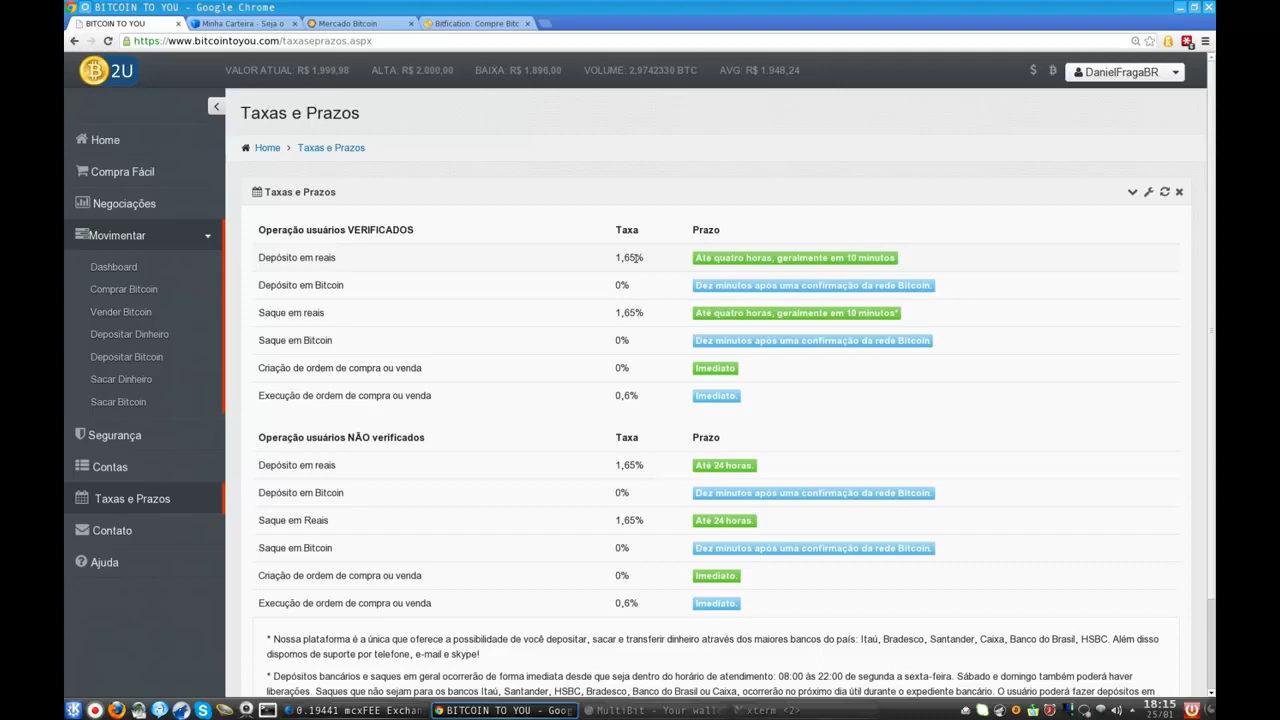 BITCOIN TO YOU - Google Chrome
BITCOIN TO YOU
Minha Carteira - Seja o
Mercado Bitcoin
Bitfication: Compre Bitc
https://www.bitcointoyou.com/taxaseprazos.aspx
B 2U
VALOR ATUAL: R$ 1.999,98 ALTA: R$ 2.000,00 BAIXA: R$ 1.896,00 VOLUME: 2.9742330 BTC AVG: R$ 1.948,24
DanielFragaBR
Home
Compra Fácil
Negociações
Movimentar
Dashboard
Comprar Bitcoin
Vender Bitcoin
Depositar Dinheiro
Depositar Bitcoin
Sacar Dinheiro
Sacar Bitcoin
Segurança
Contas
Taxas e Prazos
Contato
Ajuda
Taxas e Prazos
Home > Taxas e Prazos
Taxas e Prazos
Operação usuários VERIFICADOS Taxa Prazo
Depósito em reais 1,65% Até quatro horas, geralmente em 10 minutos
Depósito em Bitcoin 0% Dez minutos após uma confirmação da rede Bitcoin.
Saque em reais 1,65% Até quatro horas, geralmente em 10 minutos*
Saque em Bitcoin 0% Dez minutos após uma confirmação da rede Bitcoin
Criação de ordem de compra ou venda 0% Imediato
Execução de ordem de compra ou venda 0,6% Imediato.
Operação usuários NÃO verificados Taxa Prazo
Depósito em reais 1,65% Até 24 horas.
Depósito em Bitcoin 0% Dez minutos após uma confirmação da rede Bitcoin.
Saque em Reais 1,65% Até 24 horas.
Saque em Bitcoin 0% Dez minutos após uma confirmação da rede Bitcoin.
Criação de ordem de compra ou venda 0% Imediato.
Execução de ordem de compra ou venda 0,6% Imediato.
* Nossa plataforma é a única que oferece a possibilidade de você depositar, sacar e transferir dinheiro através dos maiores bancos do país: Itaú, Bradesco, Santander, Caixa, Banco do Brasil, HSBC. Além disso
dispomos de suporte por telefone, e-mail e skype!
* Depósitos bancários e saques em geral ocorrerão de forma imediata desde que seja dentro do horário de atendimento: 08:00 às 22:00 de segunda a sexta-feira. Sábado e domingo também poderá haver
liberações. Saques que não sejam para os bancos Itaú, Santander, HSBC, Bradesco, Banco do Brasil ou Caixa, ocorrerão no próximo dia útil durante o expediente bancário. O usuário poderá fazer depósitos em
0.19441 mcxFEE Exchan
BITCOIN TO YOU - Goog
MultiBit - Your walle
xterm <2>
18:15
25/01